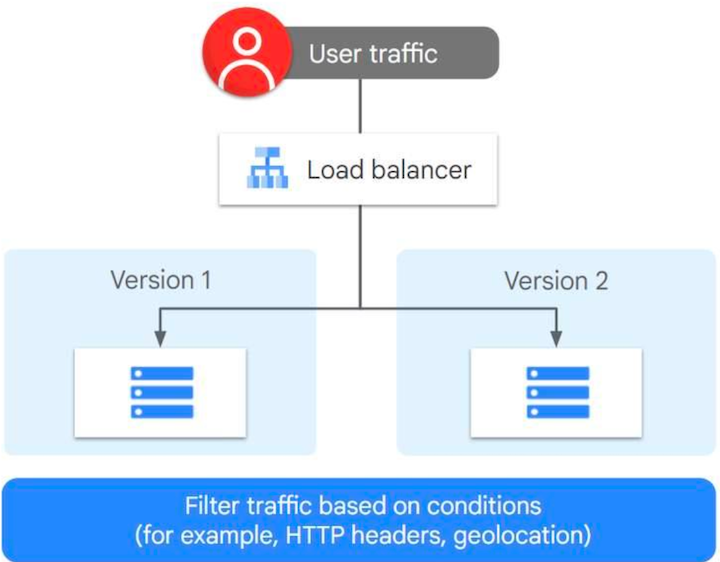 User traffic
Load balancer
Version 1
Version 2
Filter traffic based on conditions
(for example, HTTP headers, geolocation)